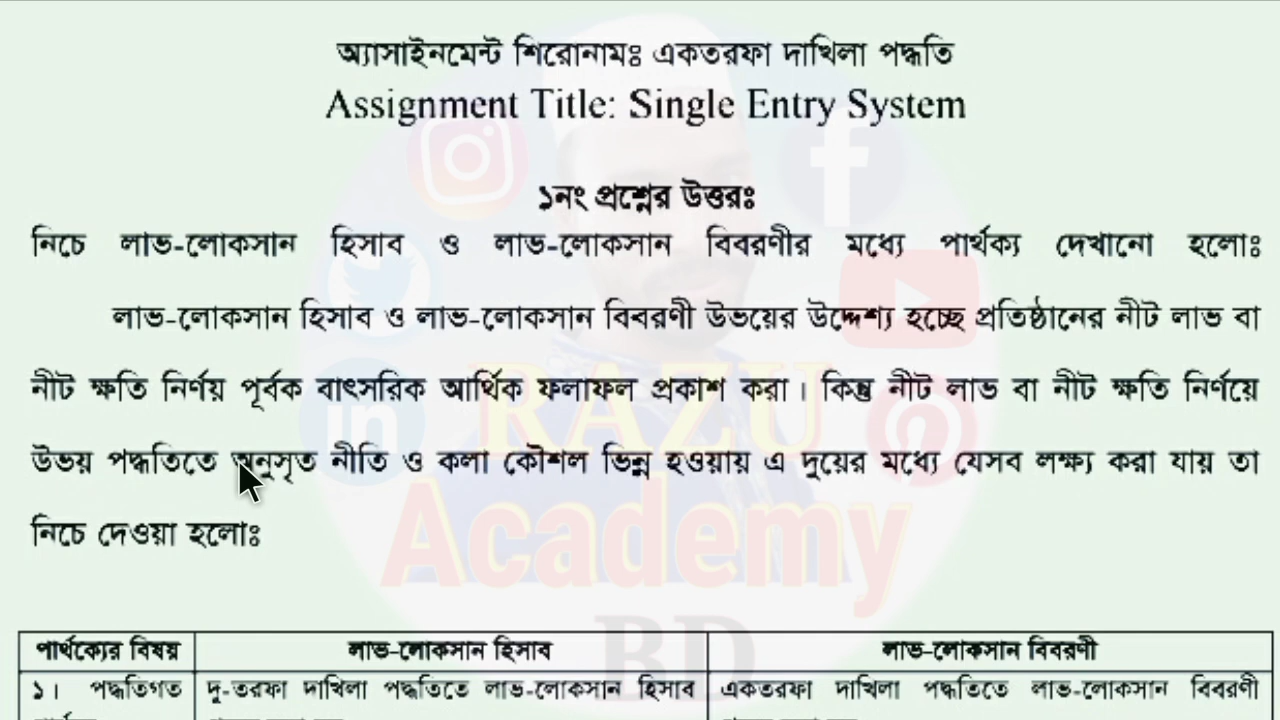 অ্যাসাইনমেন্ট শিরোনামঃ একতরফা দাখিলা পদ্ধতি
Assignment Title: Single Entry System
১নং প্রশ্নের উত্তরঃ
নিচে লাভ-লোকসান হিসাব ও লাভ-লোকসান বিবরণীর মধ্যে পার্থক্য দেখানো হলোঃ
লাভ-লোকসান হিসাব ও লাভ-লোকসান বিবরণী উভয়ের উদ্দেশ্য হচ্ছে প্রতিষ্ঠানের নীট লাভ বা
নীট ক্ষতি নির্ণয় পূর্বক বাৎসরিক আর্থিক ফলাফল প্রকাশ করা। কিন্তু নীট লাভ বা নীট ক্ষতি নির্ণয়ে
উভয় পদ্ধতিতে অনুসৃত নীতি ও কলা কৌশল ভিন্ন হওয়ায় এ দুয়ের মধ্যে যেসব লক্ষ্য করা যায় তা
নিচে দেওয়া হলোঃ
RAZU
Academy
BD
পার্থক্যের বিষয় লাভ-লোকসান হিসাব লাভ-লোকসান বিবরণী
১। পদ্ধতিগত দু-তরফা দাখিলা পদ্ধতিতে লাভ-লোকসান হিসাব একতরফা দাখিলা পদ্ধতিতে লাভ-লোকসান বিবরণী